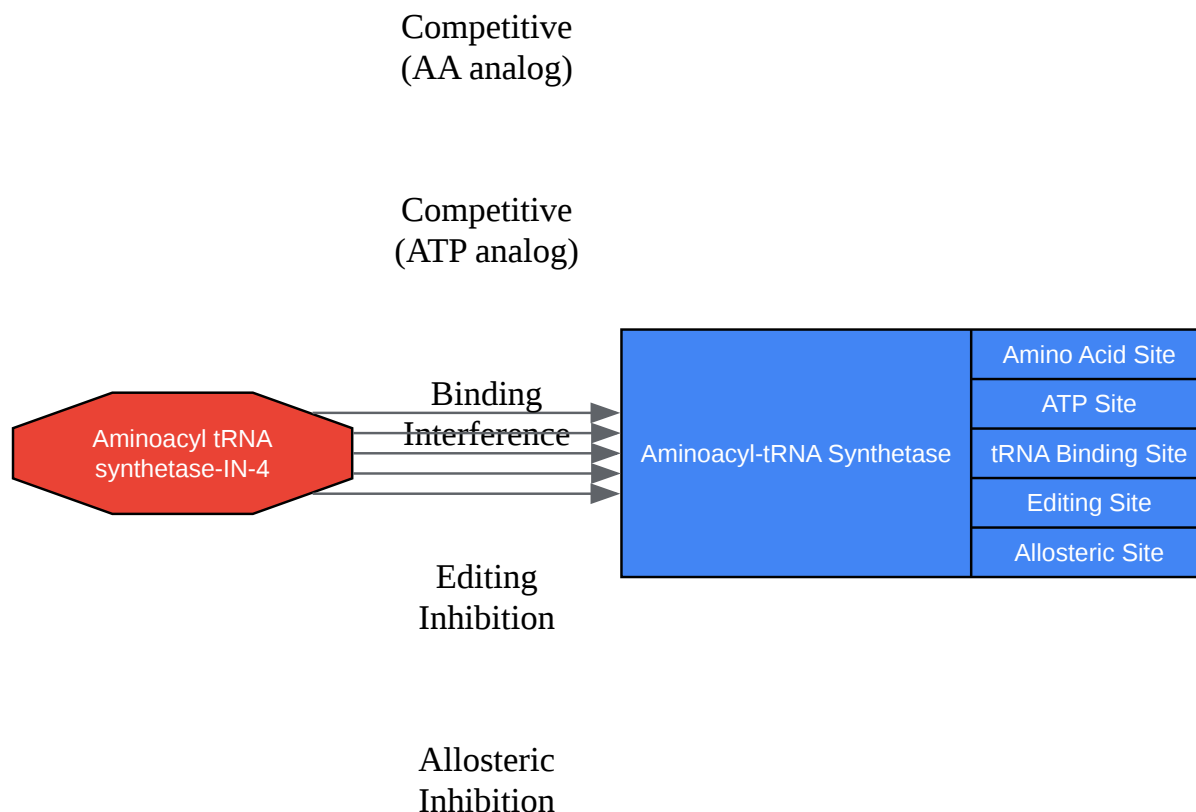 Competitive
(AA analog)
Competitive
(ATP analog)
Binding
Interference
Editing
Inhibition
Allosteric
Inhibition
Aminoacyl tRNA
synthetase-IN-4
Aminoacyl-tRNA Synthetase
Amino Acid Site
ATP Site
tRNA Binding Site
Editing Site
Allosteric Site